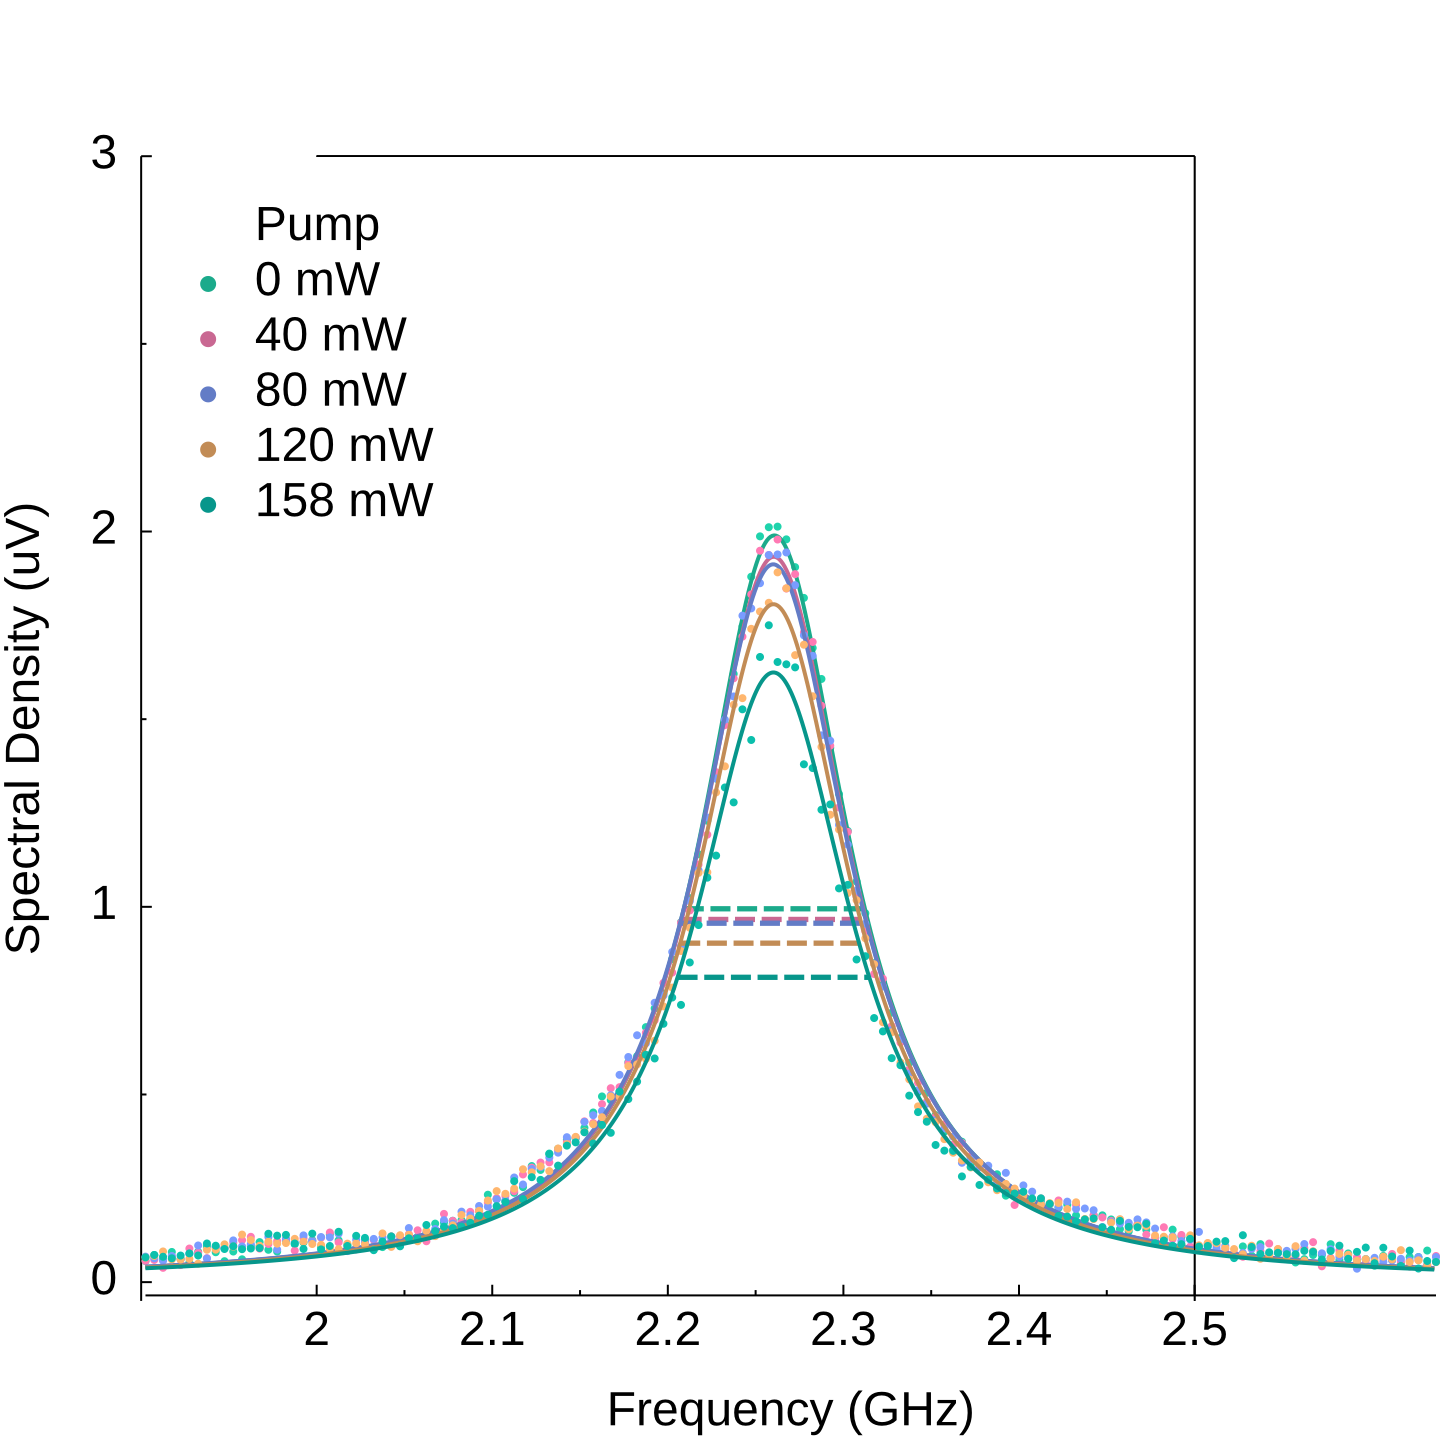 3
Pump
0 mW
40 mW
80 mW
120 mW
158 mW
2
Spectral Density (uV)
1
0
2 2.1 2.2 2.3 2.4 2.5
Frequency (GHz)